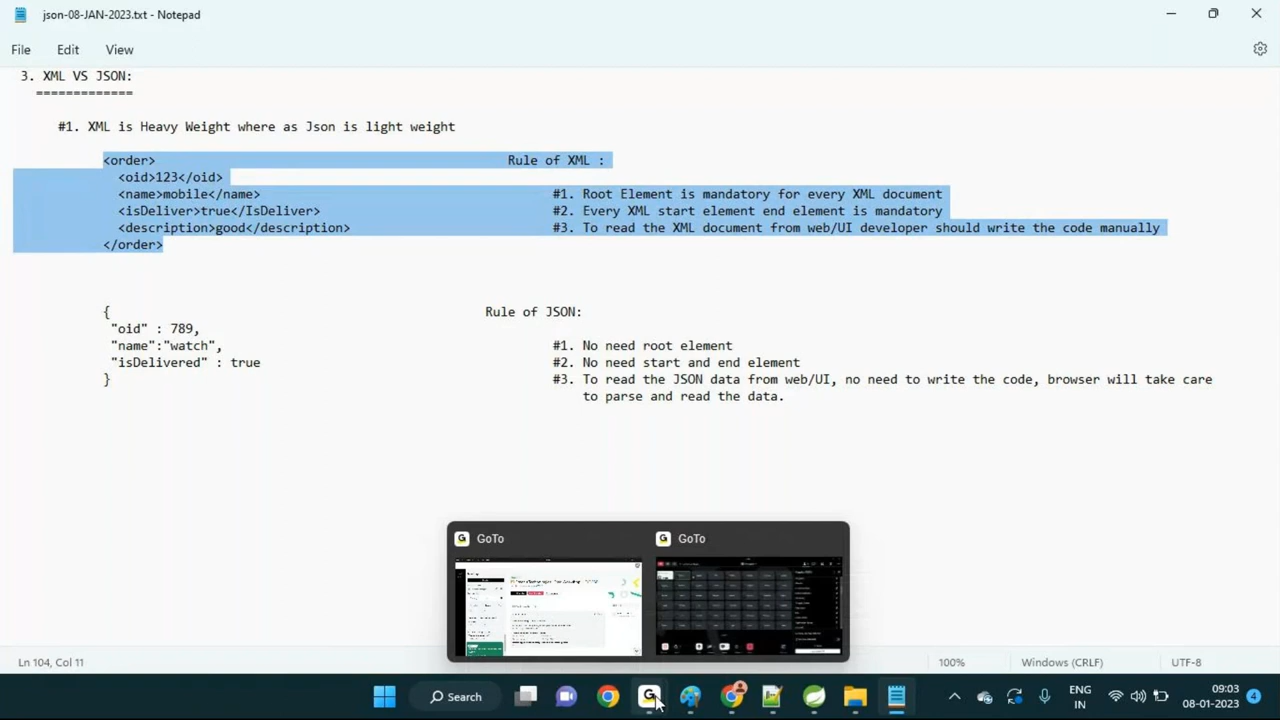 json-08-JAN-2023.txt - Notepad
File Edit View
3. XML VS JSON:
=============
#1. XML is Heavy Weight where as Json is light weight
<order> Rule of XML :
<oid>123</oid>
<name>mobile</name> #1. Root Element is mandatory for every XML document
<isDeliver>true</IsDeliver> #2. Every XML start element end element is mandatory
<description>good</description> #3. To read the XML document from web/UI developer should write the code manually
</order>
{ Rule of JSON:
"oid" : 789,
"name":"watch", #1. No need root element
"isDelivered" : true #2. No need start and end element
} #3. To read the JSON data from web/UI, no need to write the code, browser will take care
to parse and read the data.
G GoTo G GoTo
Ln 104, Col 11 100% Windows (CRLF) UTF-8
Search G ENG 09:03
IN 08-01-2023 4